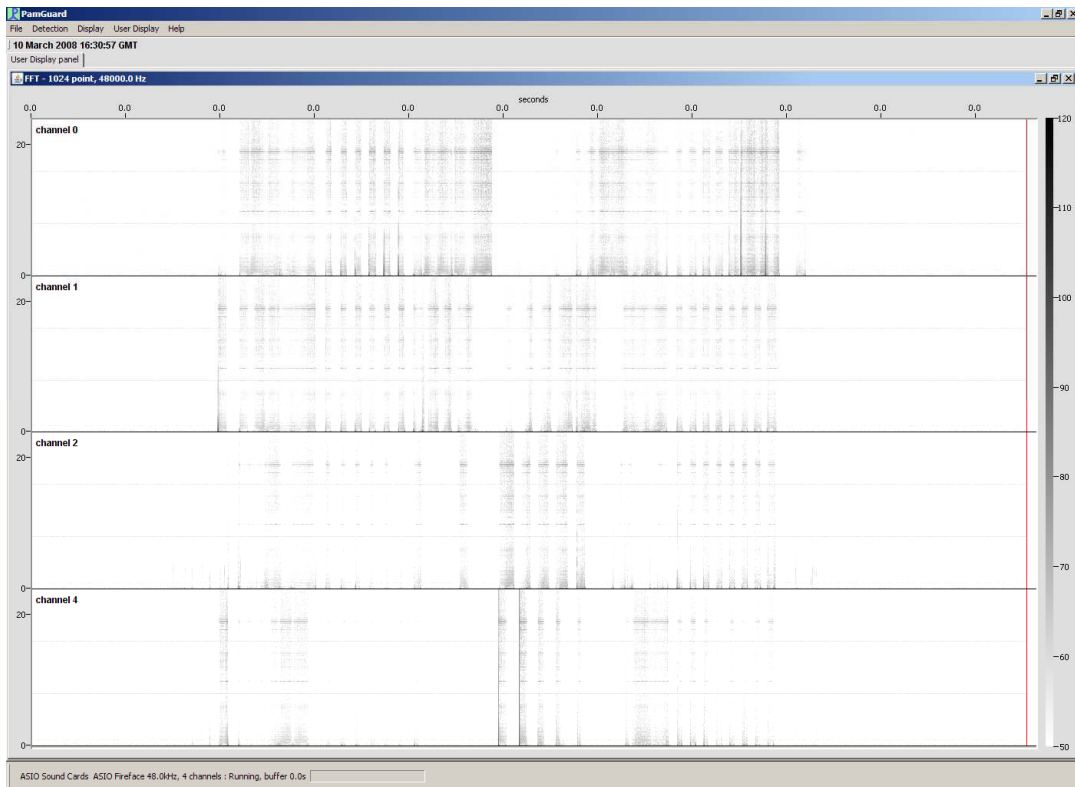 PamGuard
File Detection Display User Display Help
10 March 2008 16:30:57 GMT
User Display panel
FFT - 1024 point, 48000.0 Hz
seconds
0.0 0.0 0.0 0.0 0.0 0.0 0.0 0.0 0.0 0.0 0.0
channel 0
20
0
channel 1
20
0
channel 2
20
0
channel 4
20
0
120
110
100
90
80
70
60
50
ASIO Sound Cards ASIO Fireface 48.0kHz, 4 channels : Running, buffer 0.0s